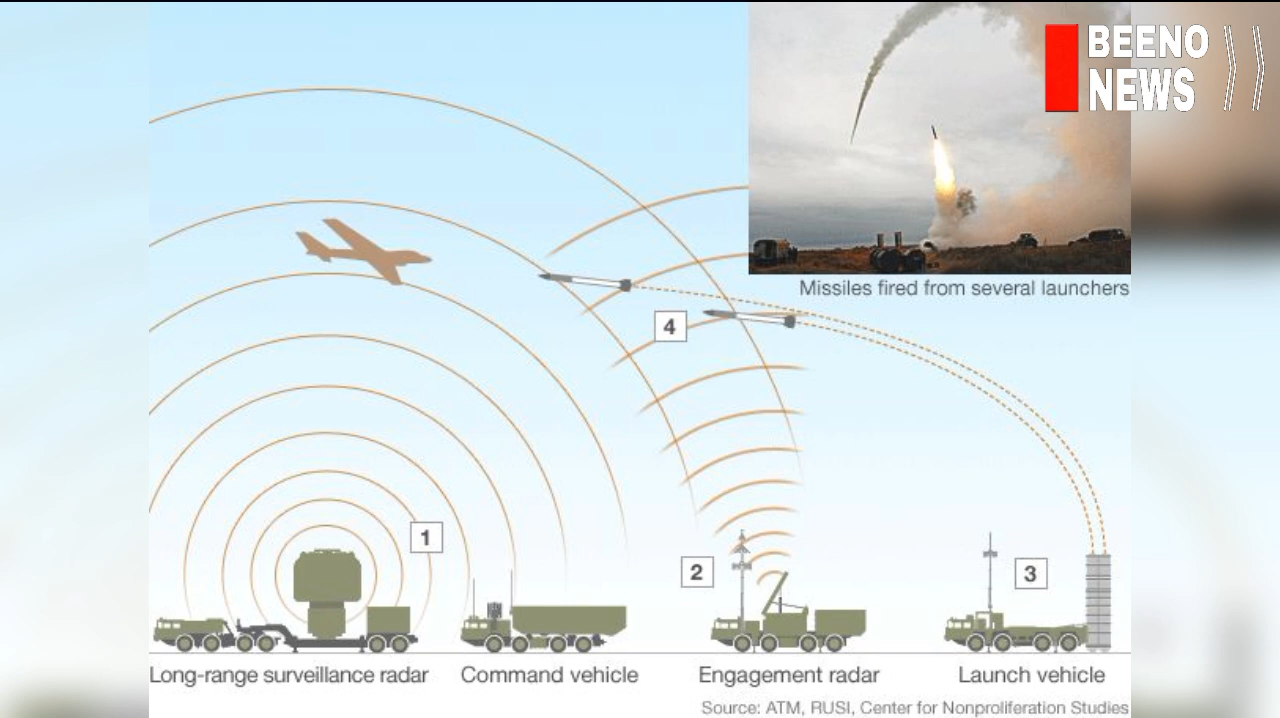 BEENO
NEWS
Missiles fired from several launchers
4
1
2
3
Long-range surveillance radar
Command vehicle
Engagement radar
Launch vehicle
Source: ATM, RUSI, Center for Nonproliferation Studies